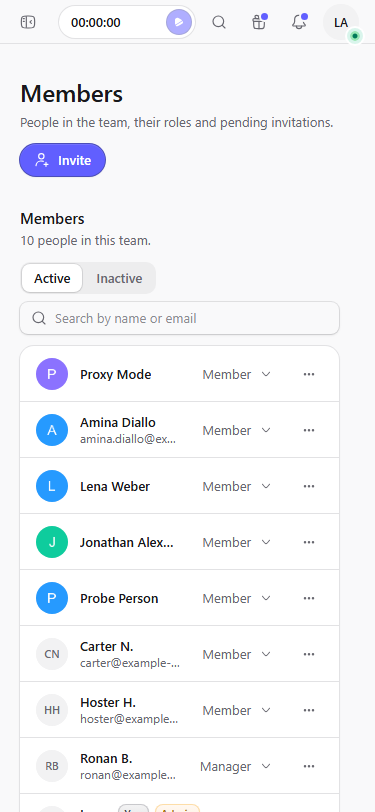 00:00:00
LA
Members
People in the team, their roles and pending invitations.
Invite
Members
10 people in this team.
Active Inactive
Search by name or email
P Proxy Mode Member
A Amina Diallo Member
amina.diallo@ex...
L Lena Weber Member
J Jonathan Alex... Member
P Probe Person Member
CN Carter N. Member
carter@example-...
HH Hoster H. Member
hoster@example...
RB Ronan B. Manager
ronan@example...